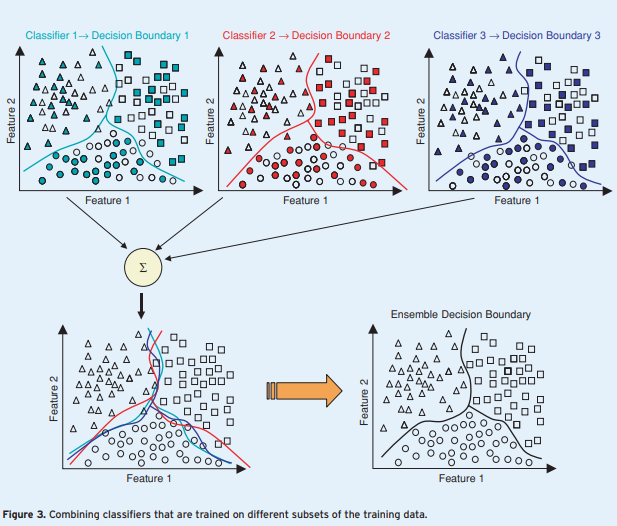 Classifier 1→ Decision Boundary 1
Classifier 2 → Decision Boundary 2
Classifier 3 → Decision Boundary 3
Feature 2
Feature 1
Feature 2
Feature 1
Feature 2
Feature 1
Σ
Ensemble Decision Boundary
Feature 2
Feature 1
Feature 2
Feature 1
Figure 3. Combining classifiers that are trained on different subsets of the training data.